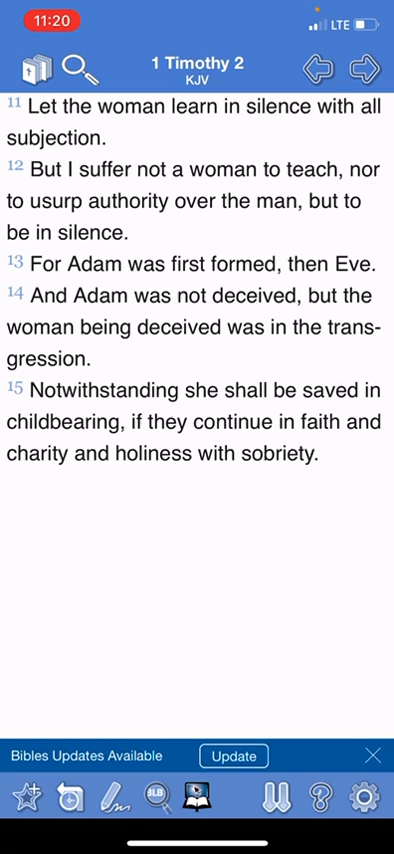 11:20
LTE
1 Timothy 2
KJV
11 Let the woman learn in silence with all
subjection.
12 But I suffer not a woman to teach, nor
to usurp authority over the man, but to
be in silence.
13 For Adam was first formed, then Eve.
14 And Adam was not deceived, but the
woman being deceived was in the trans-
gression.
15 Notwithstanding she shall be saved in
childbearing, if they continue in faith and
charity and holiness with sobriety.
Bibles Updates Available Update
BLB